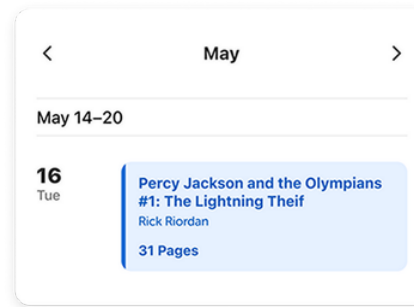 May
May 14–20
16
Tue
Percy Jackson and the Olympians
#1: The Lightning Theif
Rick Riordan
31 Pages